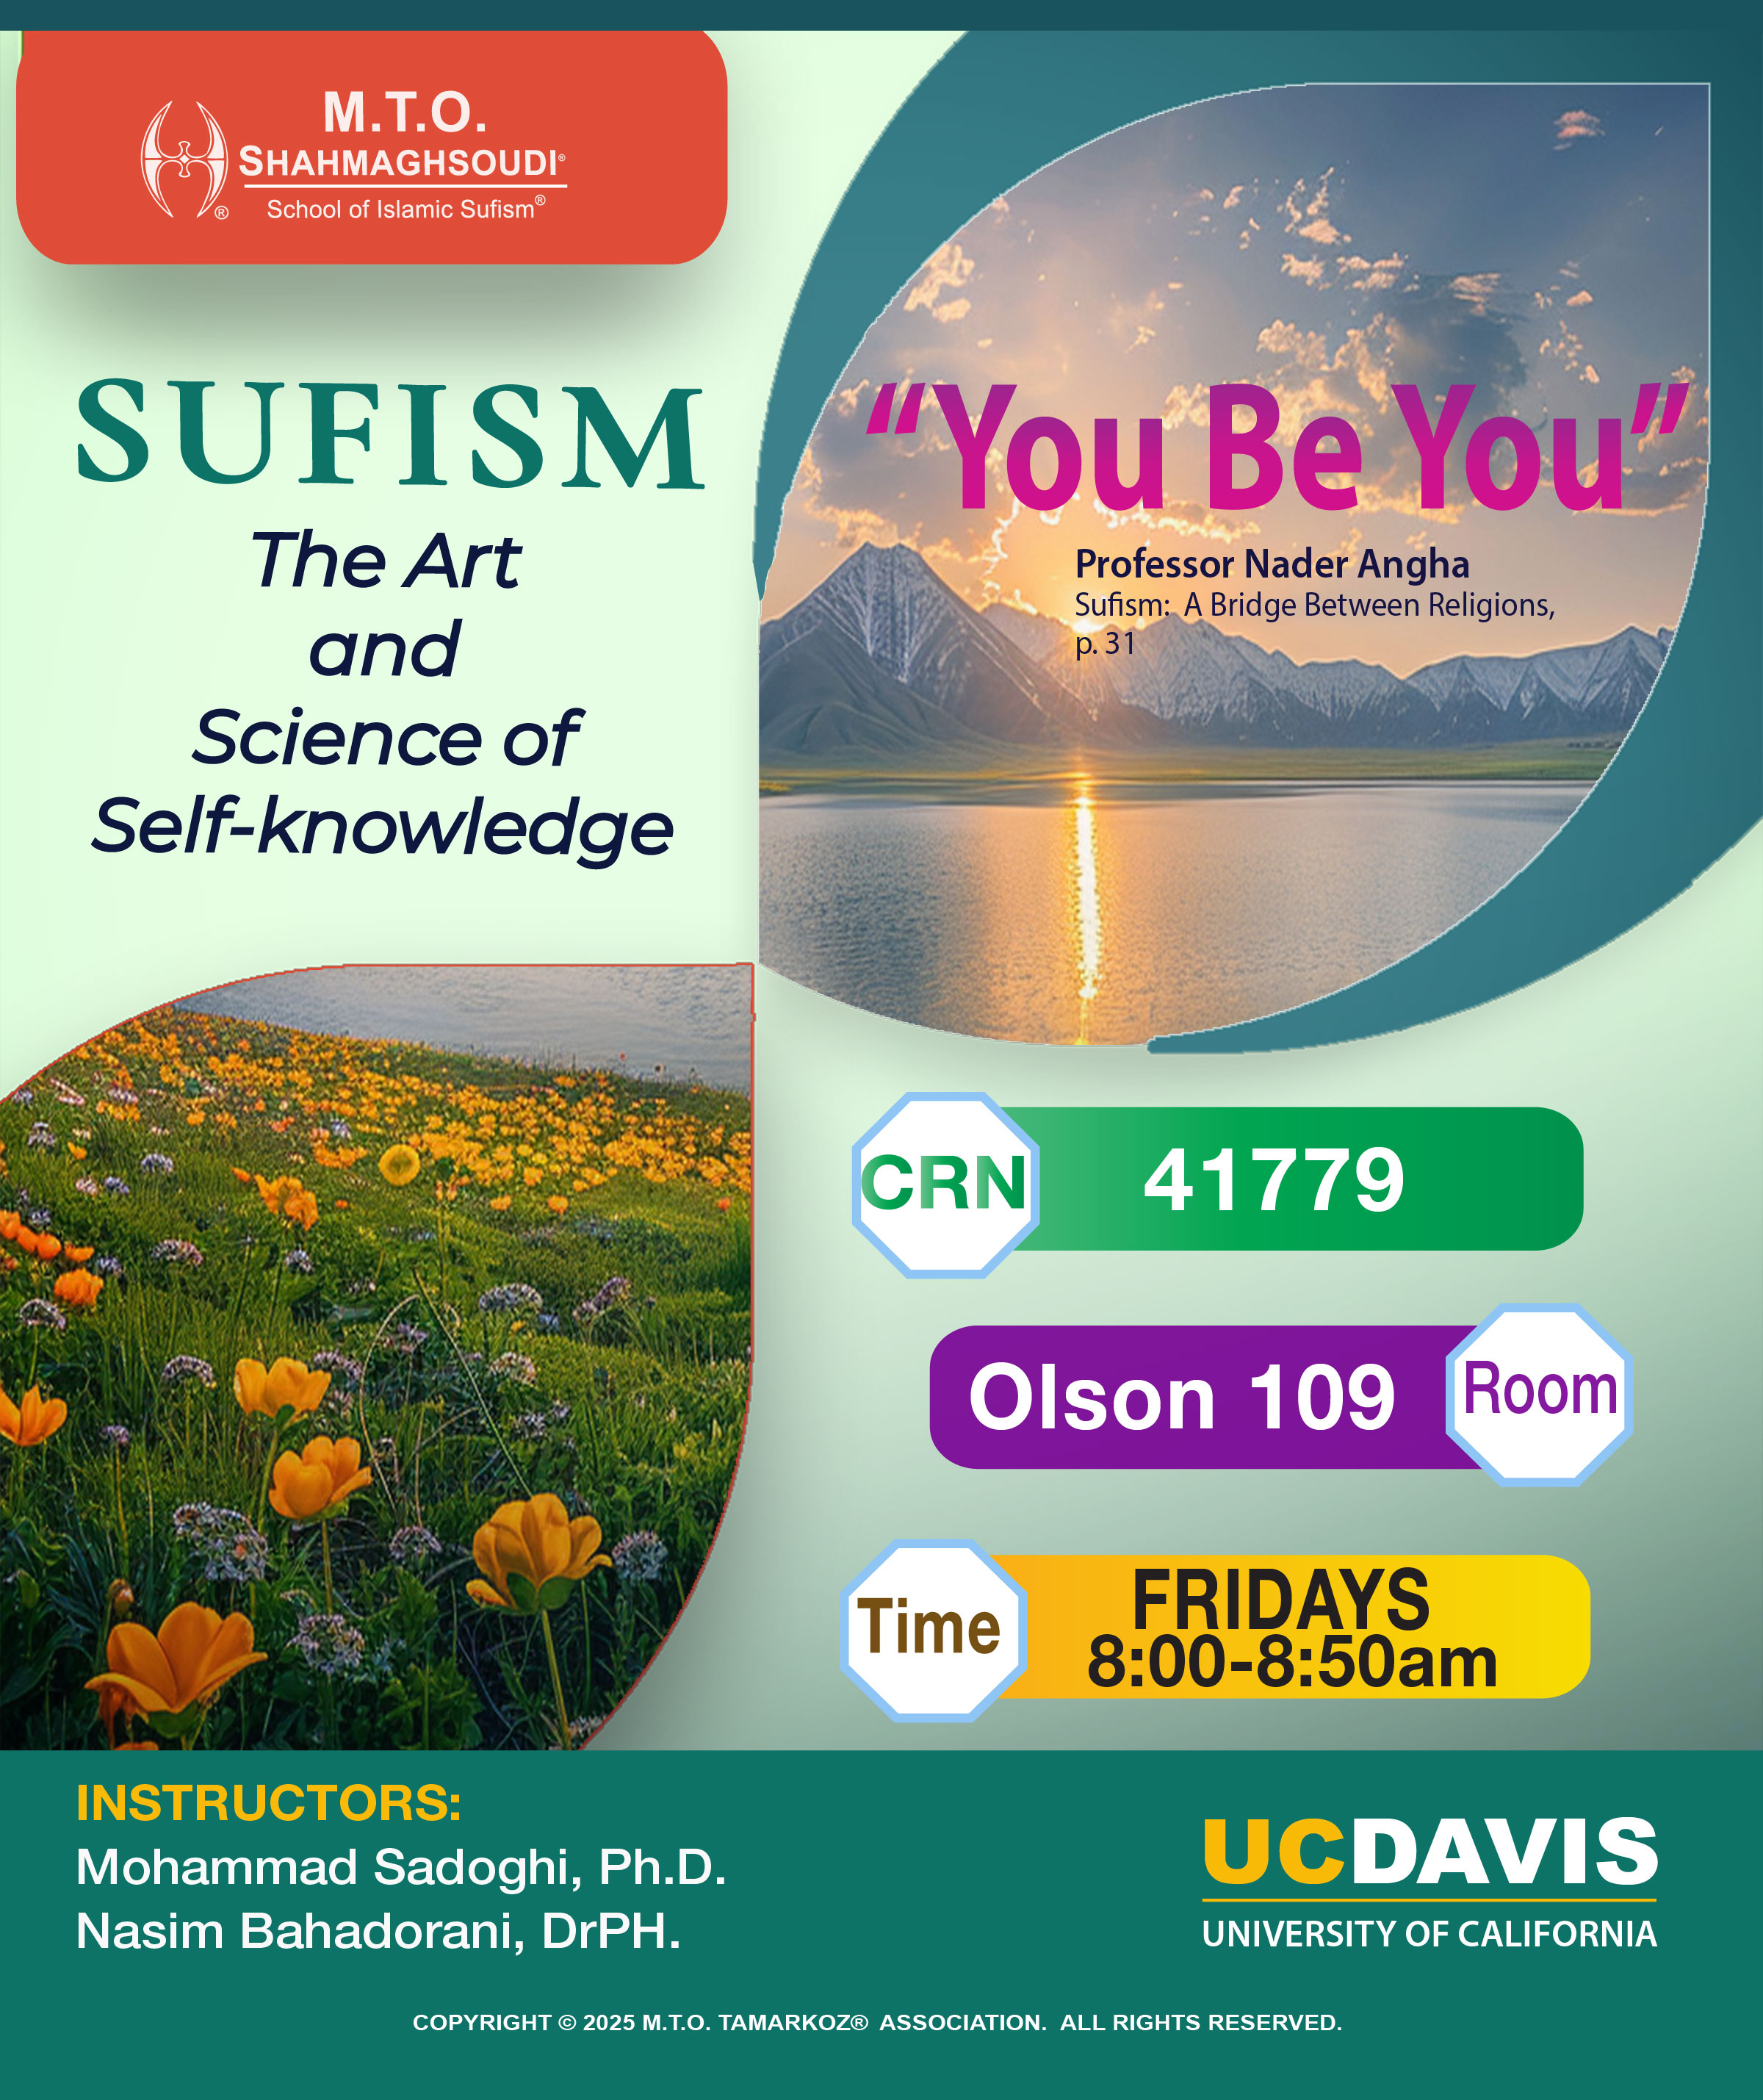 M.T.O.
SHAHMAGHSOUDI®
School of Islamic Sufism®
®
SUFISM
The Art
and
Science of
Self-knowledge
“You Be You”
Professor Nader Angha
Sufism: A Bridge Between Religions,
p. 31
CRN 41779
Olson 109 Room
Time FRIDAYS
8:00-8:50am
INSTRUCTORS:
Mohammad Sadoghi, Ph.D.
Nasim Bahadorani, DrPH.
UCDAVIS
UNIVERSITY OF CALIFORNIA
COPYRIGHT © 2025 M.T.O. TAMARKOZ® ASSOCIATION. ALL RIGHTS RESERVED.